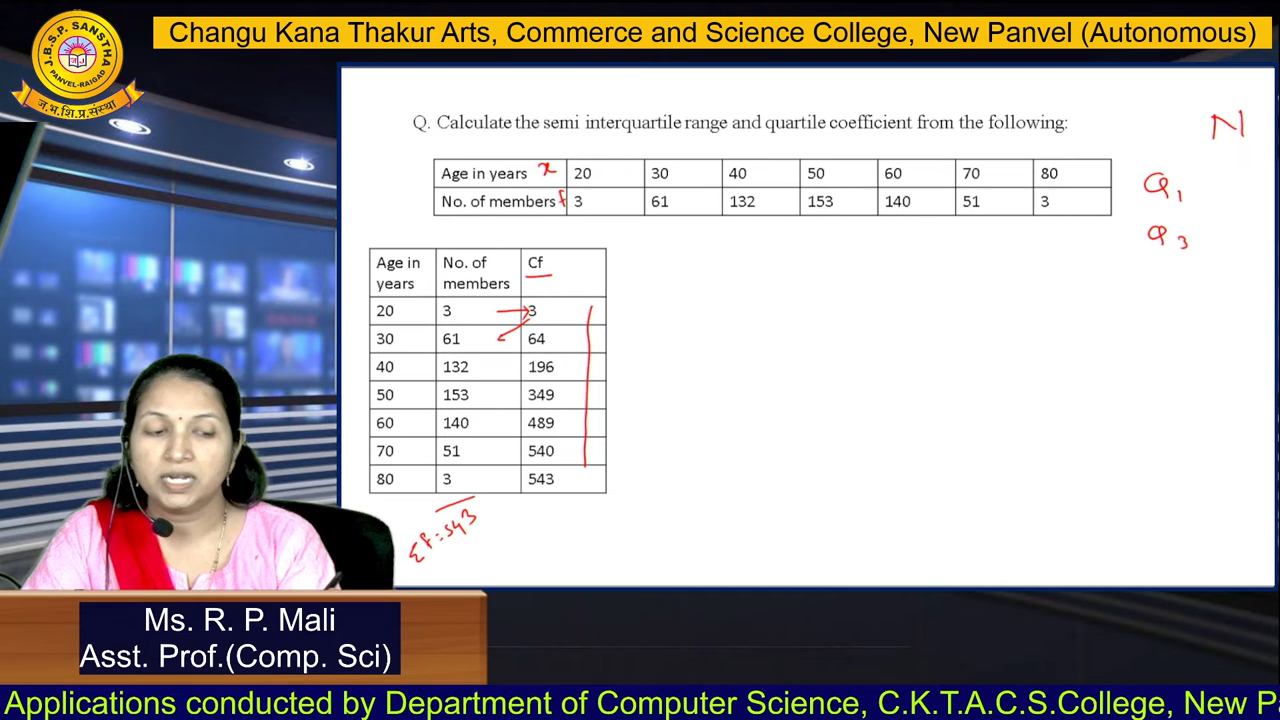 J.B.S.P. SANSTHA
PANVEL-RAIGAD
ज.भ.शि.प्र.संस्था
Changu Kana Thakur Arts, Commerce and Science College, New Panvel (Autonomous)
Q. Calculate the semi interquartile range and quartile coefficient from the following:
N
Age in years x 20 30 40 50 60 70 80
No. of members f 3 61 132 153 140 51 3
Q1
Q3
Age in years No. of members Cf
20 3 3
30 61 64
40 132 196
50 153 349
60 140 489
70 51 540
80 3 543
Σf=543
Ms. R. P. Mali
Asst. Prof.(Comp. Sci)
Applications conducted by Department of Computer Science, C.K.T.A.C.S.College, New P